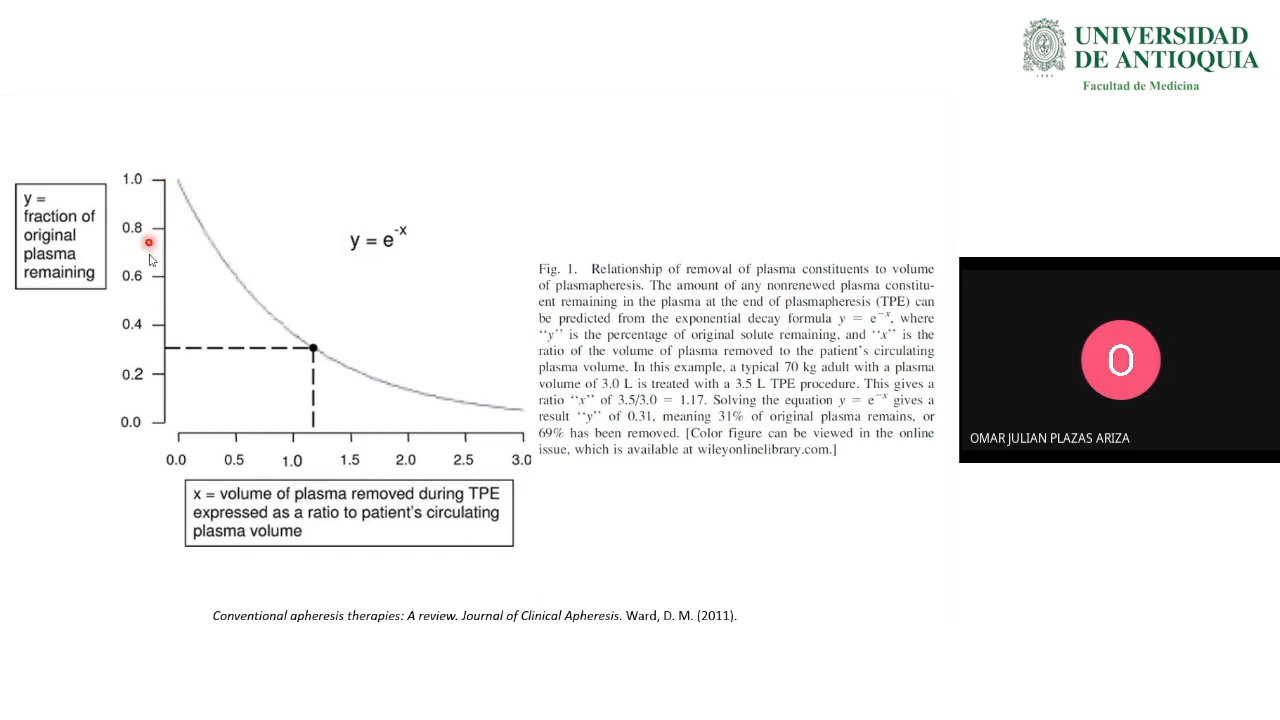 UNIVERSIDAD
DE ANTIOQUIA
1803
Facultad de Medicina
y =
fraction of
original
plasma
remaining
1.0
0.8
0.6
0.4
0.2
0.0
y = e^-x
0.0 0.5 1.0 1.5 2.0 2.5 3.0
x = volume of plasma removed during TPE
expressed as a ratio to patient's circulating
plasma volume
Fig. 1. Relationship of removal of plasma constituents to volume
of plasmapheresis. The amount of any nonrenewed plasma constitu-
ent remaining in the plasma at the end of plasmapheresis (TPE) can
be predicted from the exponential decay formula y = e^-x, where
‘‘y’’ is the percentage of original solute remaining, and ‘‘x’’ is the
ratio of the volume of plasma removed to the patient’s circulating
plasma volume. In this example, a typical 70 kg adult with a plasma
volume of 3.0 L is treated with a 3.5 L TPE procedure. This gives a
ratio ‘‘x’’ of 3.5/3.0 = 1.17. Solving the equation y = e^-x gives a
result ‘‘y’’ of 0.31, meaning 31% of original plasma remains, or
69% has been removed. [Color figure can be viewed in the online
issue, which is available at wileyonlinelibrary.com.]
O
OMAR JULIAN PLAZAS ARIZA
Conventional apheresis therapies: A review. Journal of Clinical Apheresis. Ward, D. M. (2011).